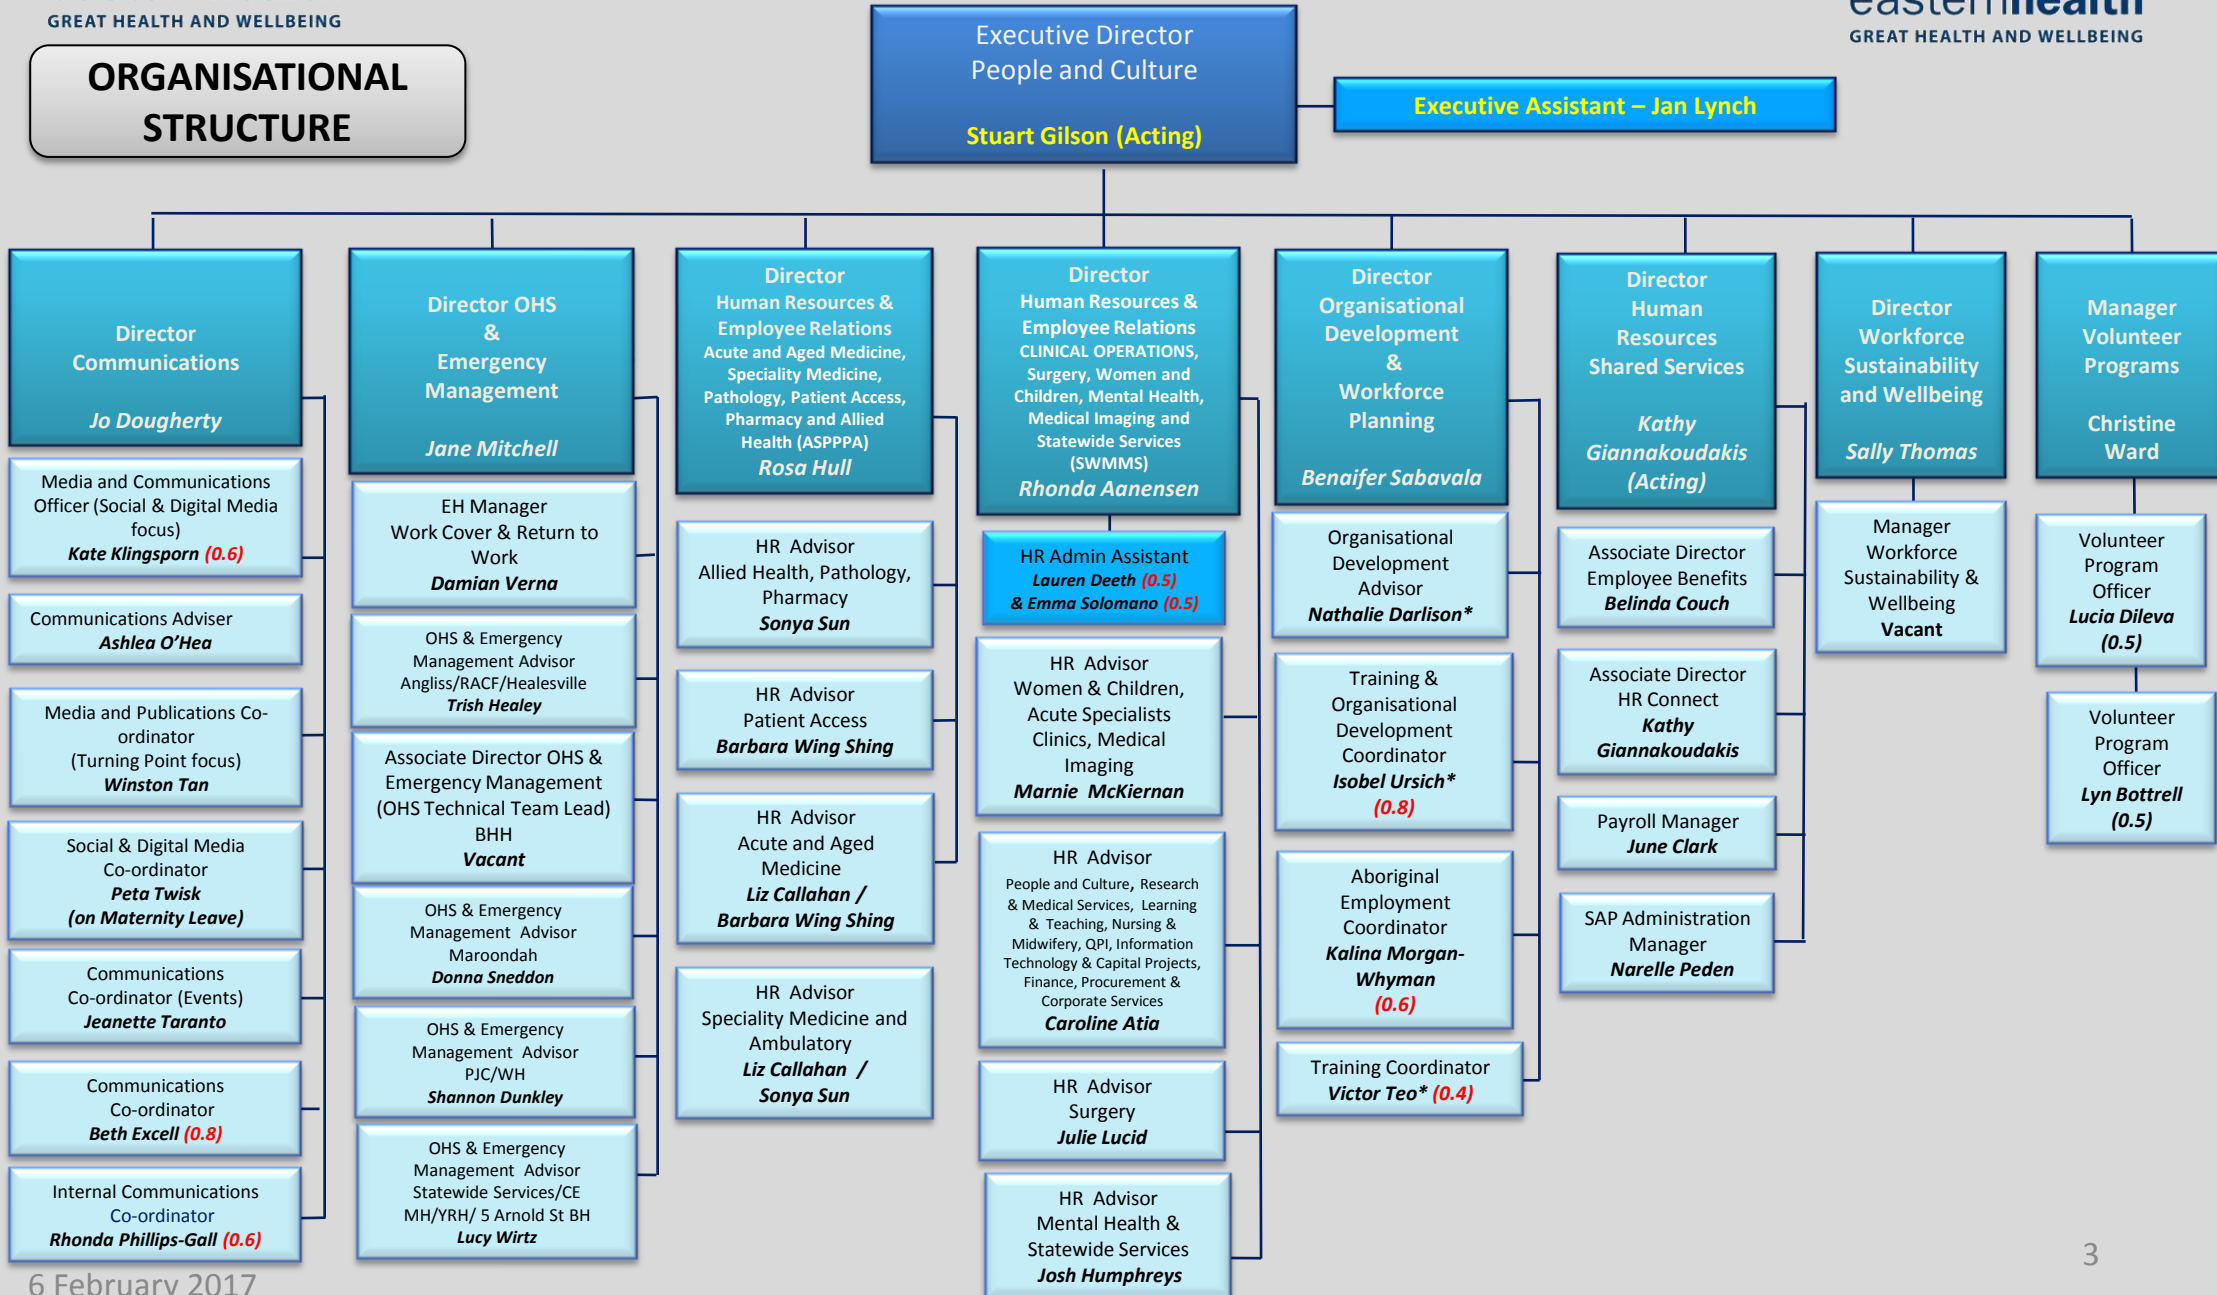 GREAT HEALTH AND WELLBEING
ORGANISATIONAL
STRUCTURE
Executive Director
People and Culture
Stuart Gilson (Acting)
Executive Assistant – Jan Lynch
easternhealth
GREAT HEALTH AND WELLBEING
Director
Communications
Jo Dougherty
Media and Communications
Officer (Social & Digital Media
focus)
Kate Klingsporn (0.6)
Communications Adviser
Ashlea O'Hea
Media and Publications Co-
ordinator
(Turning Point focus)
Winston Tan
Social & Digital Media
Co-ordinator
Peta Twisk
(on Maternity Leave)
Communications
Co-ordinator (Events)
Jeanette Taranto
Communications
Co-ordinator
Beth Excell (0.8)
Internal Communications
Co-ordinator
Rhonda Phillips-Gall (0.6)
Director OHS
&
Emergency
Management
Jane Mitchell
EH Manager
Work Cover & Return to
Work
Damian Verna
OHS & Emergency
Management Advisor
Angliss/RACF/Healesville
Trish Healey
Associate Director OHS &
Emergency Management
(OHS Technical Team Lead)
BHH
Vacant
OHS & Emergency
Management Advisor
Maroondah
Donna Sneddon
OHS & Emergency
Management Advisor
PJC/WH
Shannon Dunkley
OHS & Emergency
Management Advisor
Statewide Services/CE
MH/YRH/ 5 Arnold St BH
Lucy Wirtz
Director
Human Resources &
Employee Relations
Acute and Aged Medicine,
Speciality Medicine,
Pathology, Patient Access,
Pharmacy and Allied
Health (ASPPPA)
Rosa Hull
HR Advisor
Allied Health, Pathology,
Pharmacy
Sonya Sun
HR Advisor
Patient Access
Barbara Wing Shing
HR Advisor
Acute and Aged
Medicine
Liz Callahan /
Barbara Wing Shing
HR Advisor
Speciality Medicine and
Ambulatory
Liz Callahan /
Sonya Sun
Director
Human Resources &
Employee Relations
CLINICAL OPERATIONS,
Surgery, Women and
Children, Mental Health,
Medical Imaging and
Statewide Services
(SWMMS)
Rhonda Aanensen
HR Admin Assistant
Lauren Deeth (0.5)
& Emma Solomano (0.5)
HR Advisor
Women & Children,
Acute Specialists
Clinics, Medical
Imaging
Marnie McKiernan
HR Advisor
People and Culture, Research
& Medical Services, Learning
& Teaching, Nursing &
Midwifery, QPI, Information
Technology & Capital Projects,
Finance, Procurement &
Corporate Services
Caroline Atia
HR Advisor
Surgery
Julie Lucid
HR Advisor
Mental Health &
Statewide Services
Josh Humphreys
Director
Organisational
Development
&
Workforce
Planning
Benaifer Sabavala
Organisational
Development
Advisor
Nathalie Darlison*
Training &
Organisational
Development
Coordinator
Isobel Ursich*
(0.8)
Aboriginal
Employment
Coordinator
Kalina Morgan-
Whyman
(0.6)
Training Coordinator
Victor Teo* (0.4)
Director
Human
Resources
Shared Services
Kathy
Giannakoudakis
(Acting)
Associate Director
Employee Benefits
Belinda Couch
Associate Director
HR Connect
Kathy
Giannakoudakis
Payroll Manager
June Clark
SAP Administration
Manager
Narelle Peden
Director
Workforce
Sustainability
and Wellbeing
Sally Thomas
Manager
Workforce
Sustainability &
Wellbeing
Vacant
Manager
Volunteer
Programs
Christine
Ward
Volunteer
Program
Officer
Lucia Dileva
(0.5)
Volunteer
Program
Officer
Lyn Bottrell
(0.5)
6 February 2017
3